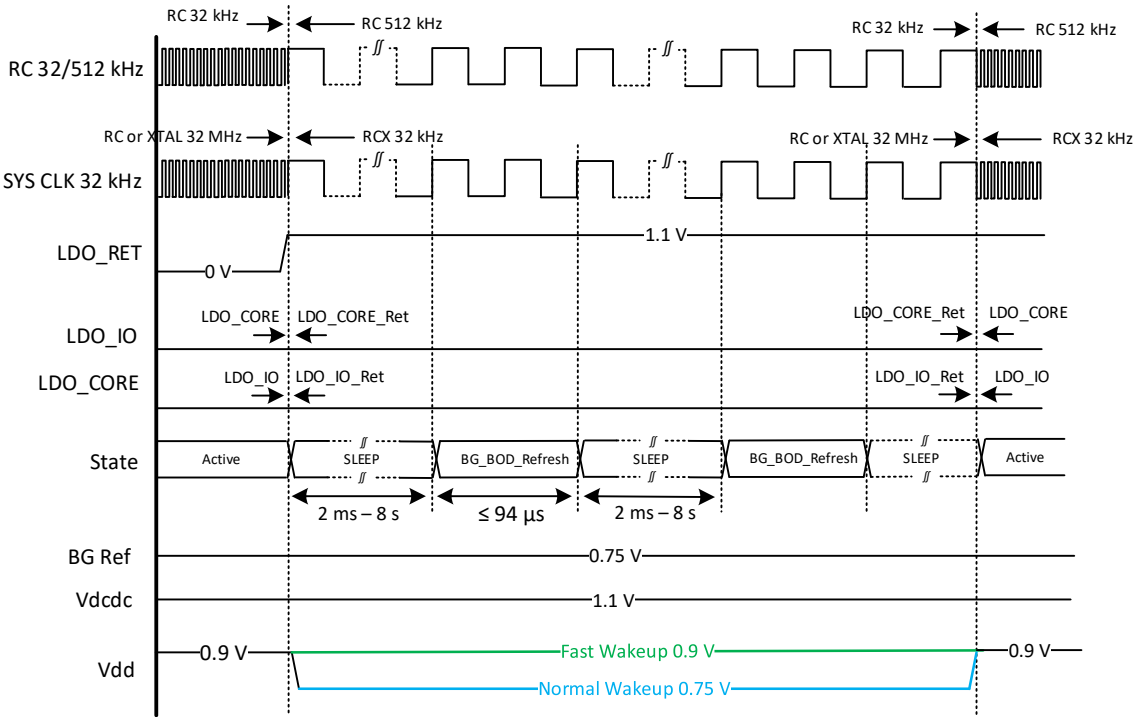 RC 32 kHz
RC 512 kHz
RC 32 kHz
RC 512 kHz
RC 32/512 kHz
RC or XTAL 32 MHz
RCX 32 kHz
RC or XTAL 32 MHz
RCX 32 kHz
SYS CLK 32 kHz
1.1 V
LDO_RET
0 V
LDO_CORE
LDO_CORE_Ret
LDO_CORE_Ret
LDO_CORE
LDO_IO
LDO_IO
LDO_IO_Ret
LDO_IO_Ret
LDO_IO
LDO_CORE
State
Active
SLEEP
BG_BOD_Refresh
SLEEP
BG_BOD_Refresh
SLEEP
Active
2 ms – 8 s
≤ 94 µs
2 ms – 8 s
BG Ref
0.75 V
Vdcdc
1.1 V
Vdd
0.9 V
Fast Wakeup 0.9 V
0.9 V
Normal Wakeup 0.75 V